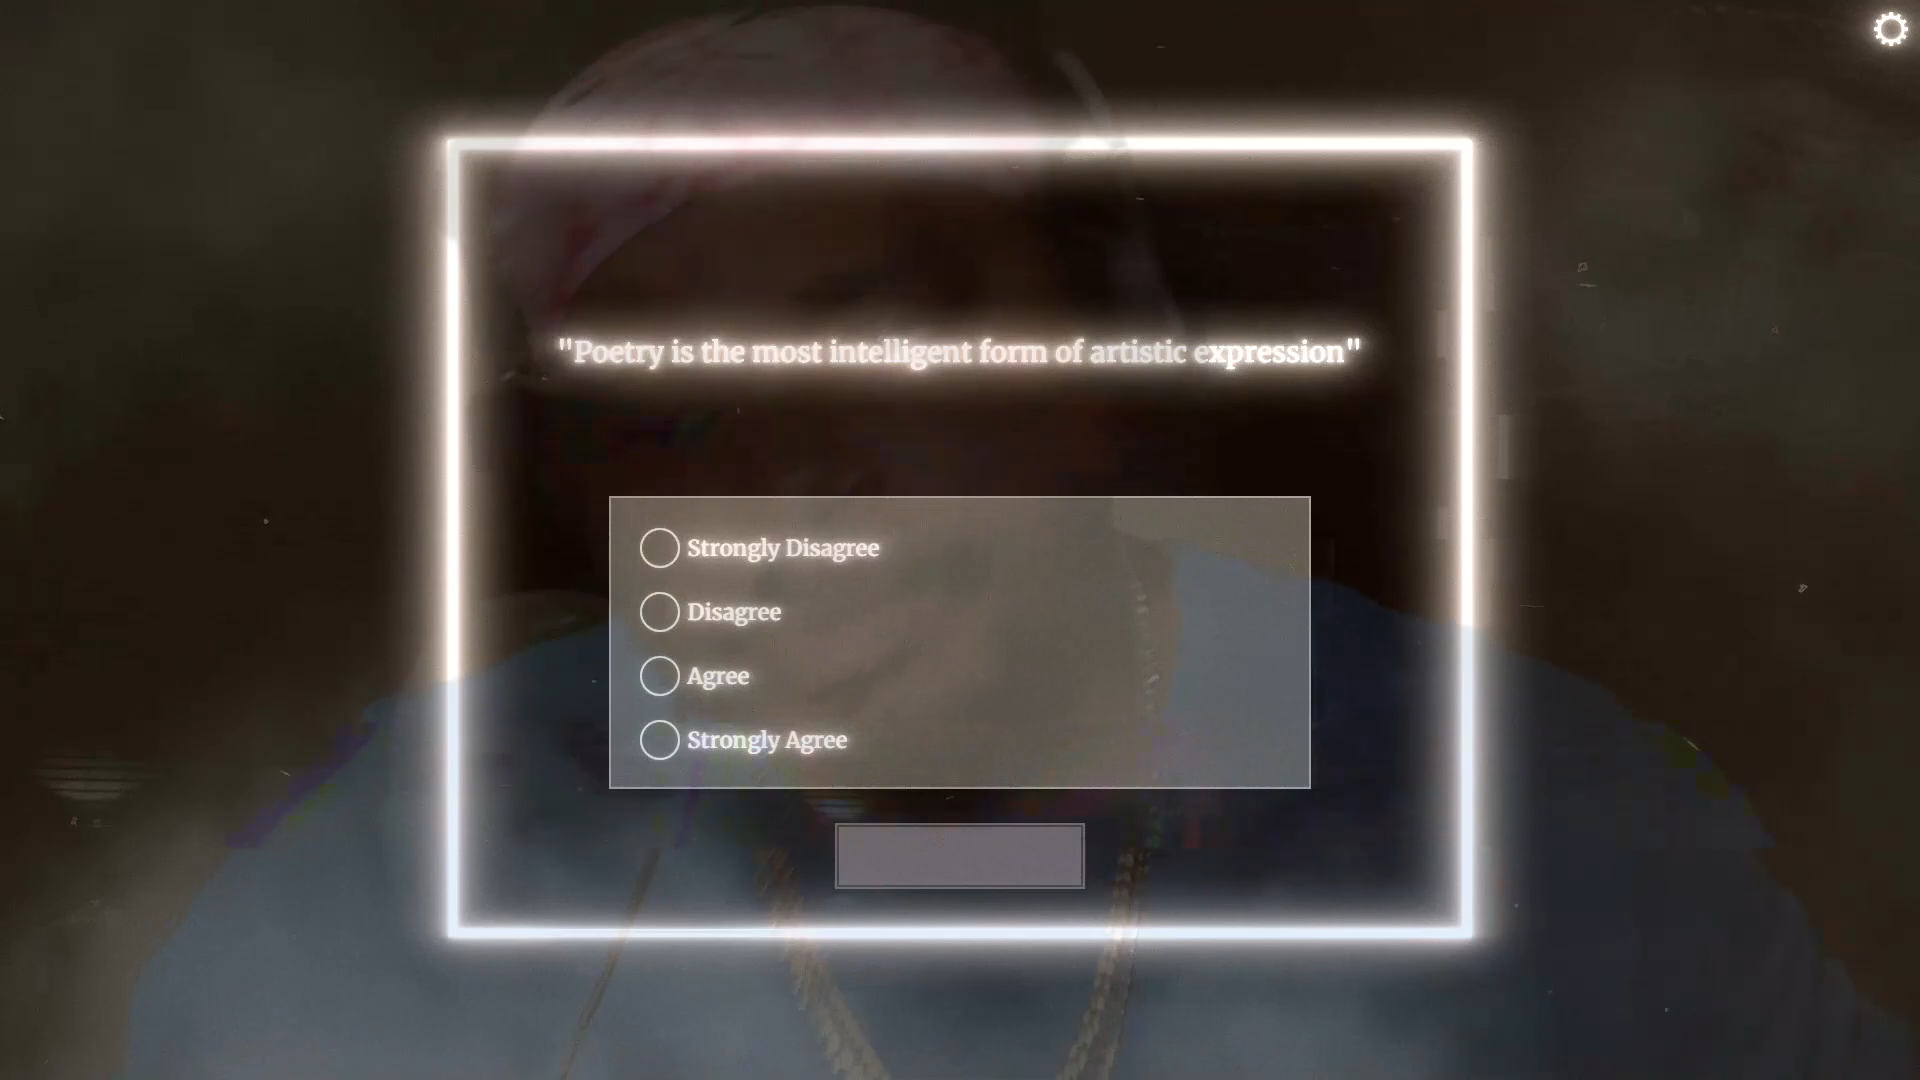 "Poetry is the most intelligent form of artistic expression"
Strongly Disagree
Disagree
Agree
Strongly Agree